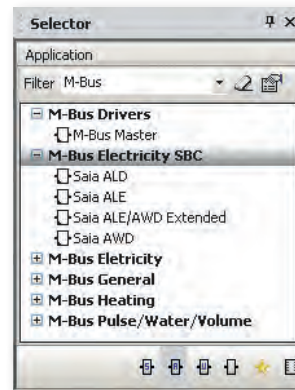 Selector
Application
Filter M-Bus
M-Bus Drivers
M-Bus Master
M-Bus Electricity SBC
Saia ALD
Saia ALE
Saia ALE/AWD Extended
Saia AWD
M-Bus Eletricity
M-Bus General
M-Bus Heating
M-Bus Pulse/Water/Volume
S R U